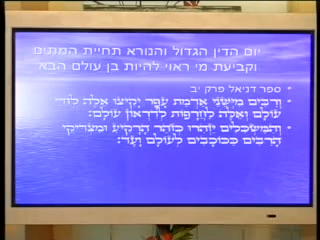 יום הדין הגדול והנורא תחיית המתים
וקביעת מי ראוי להיות בן עולם הבא
• ספר דניאל פרק יב
• וְרַבִּים מִיְּשֵׁנֵי אַדְמַת עָפָר יָקִיצוּ אֵלֶּה לְחַיֵּי
עוֹלָם וְאֵלֶּה לַחֲרָפוֹת לְדִרְאוֹן עוֹלָם:
• וְהַמַּשְׂכִּלִים יַזְהִרוּ כְּזֹהַר הָרָקִיעַ וּמַצְדִּיקֵי
הָרַבִּים כַּכּוֹכָבִים לְעוֹלָם וָעֶד: